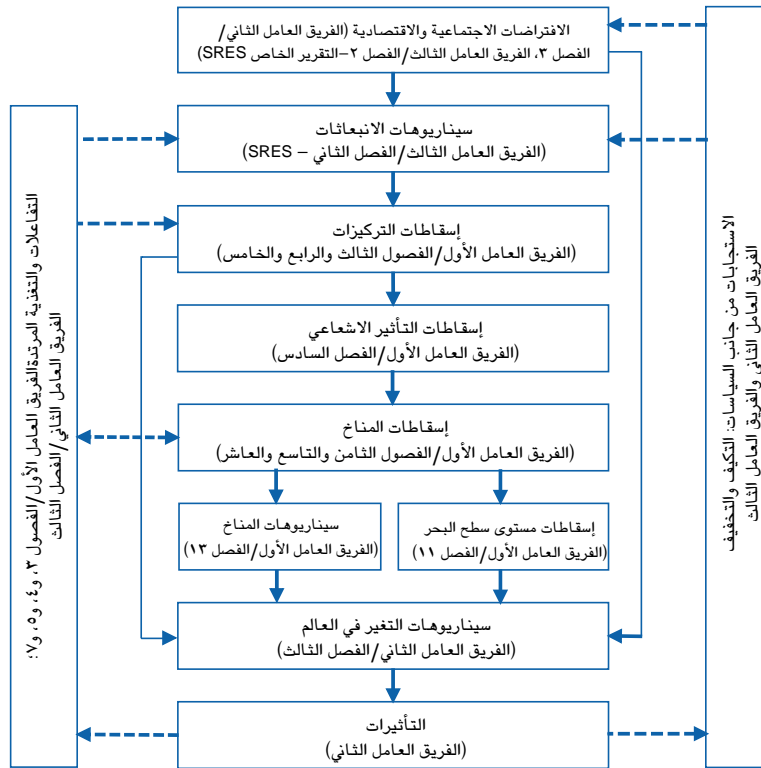 الافتراضات الاجتماعية والاقتصادية (الفريق العامل الثاني/
الفصل ٣، الفريق العامل الثالث/الفصل ٢–التقرير الخاص SRES)
سيناريوهات الانبعاثات
(الفريق العامل الثالث/الفصل الثاني – SRES)
إسقاطات التركيزات
(الفريق العامل الأول/الفصول الثالث والرابع والخامس)
إسقاطات التأثير الاشعاعي
(الفريق العامل الأول/الفصل السادس)
إسقاطات المناخ
(الفريق العامل الأول/الفصول الثامن والتاسع والعاشر)
إسقاطات مستوى سطح البحر
(الفريق العامل الأول/الفصل ١١)
سيناريوهات المناخ
(الفريق العامل الأول/الفصل ١٣)
سيناريوهات التغير في العالم
(الفريق العامل الثاني/الفصل الثالث)
التأثيرات
(الفريق العامل الثاني)
الاستجابات من جانب السياسات: التكيف والتخفيف
الفريق العامل الثاني والفريق العامل الثالث
التفاعلات والتغذية المرتدةالفريق العامل الأول/الفصول ٣، و٤، و٥، و٧:
الفريق العامل الثاني/الفصل الثالث